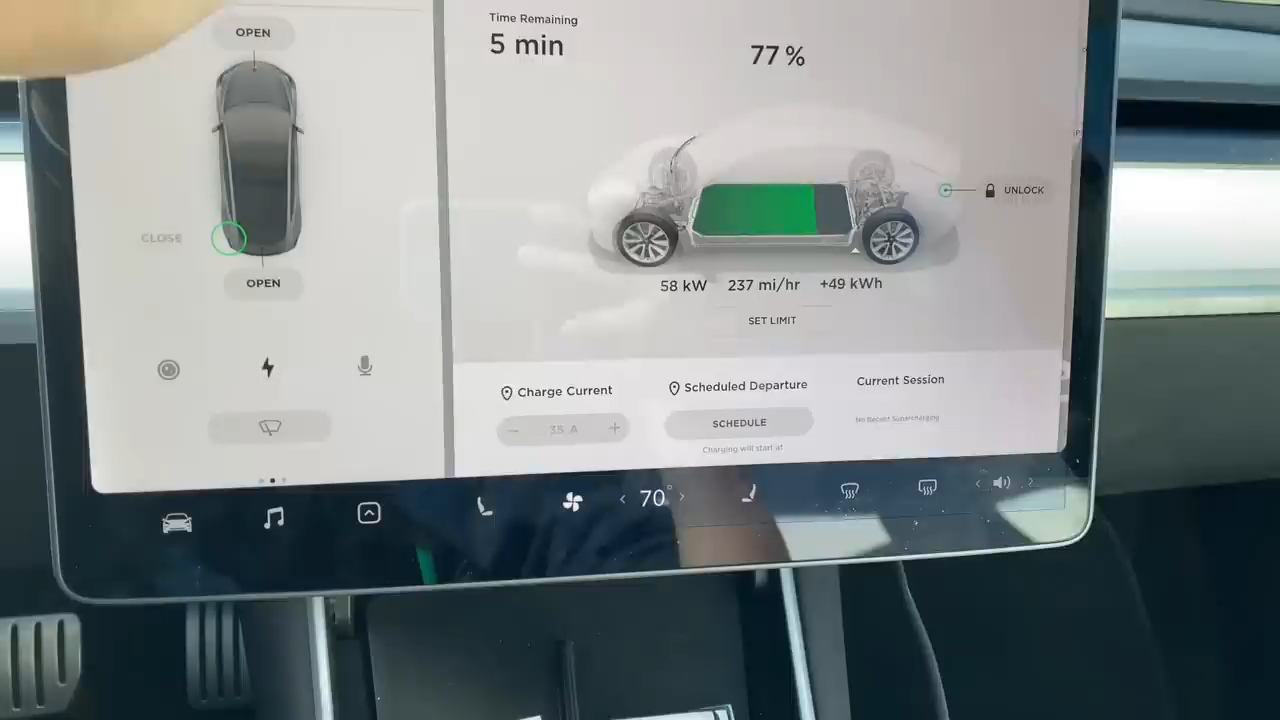 OPEN
CLOSE
OPEN
Time Remaining
5 min
77 %
UNLOCK
58 kW 237 mi/hr +49 kWh
SET LIMIT
Charge Current
− 35 A +
Scheduled Departure
SCHEDULE
Charging will start at
Current Session
No Recent Supercharging
< 70° >
< >